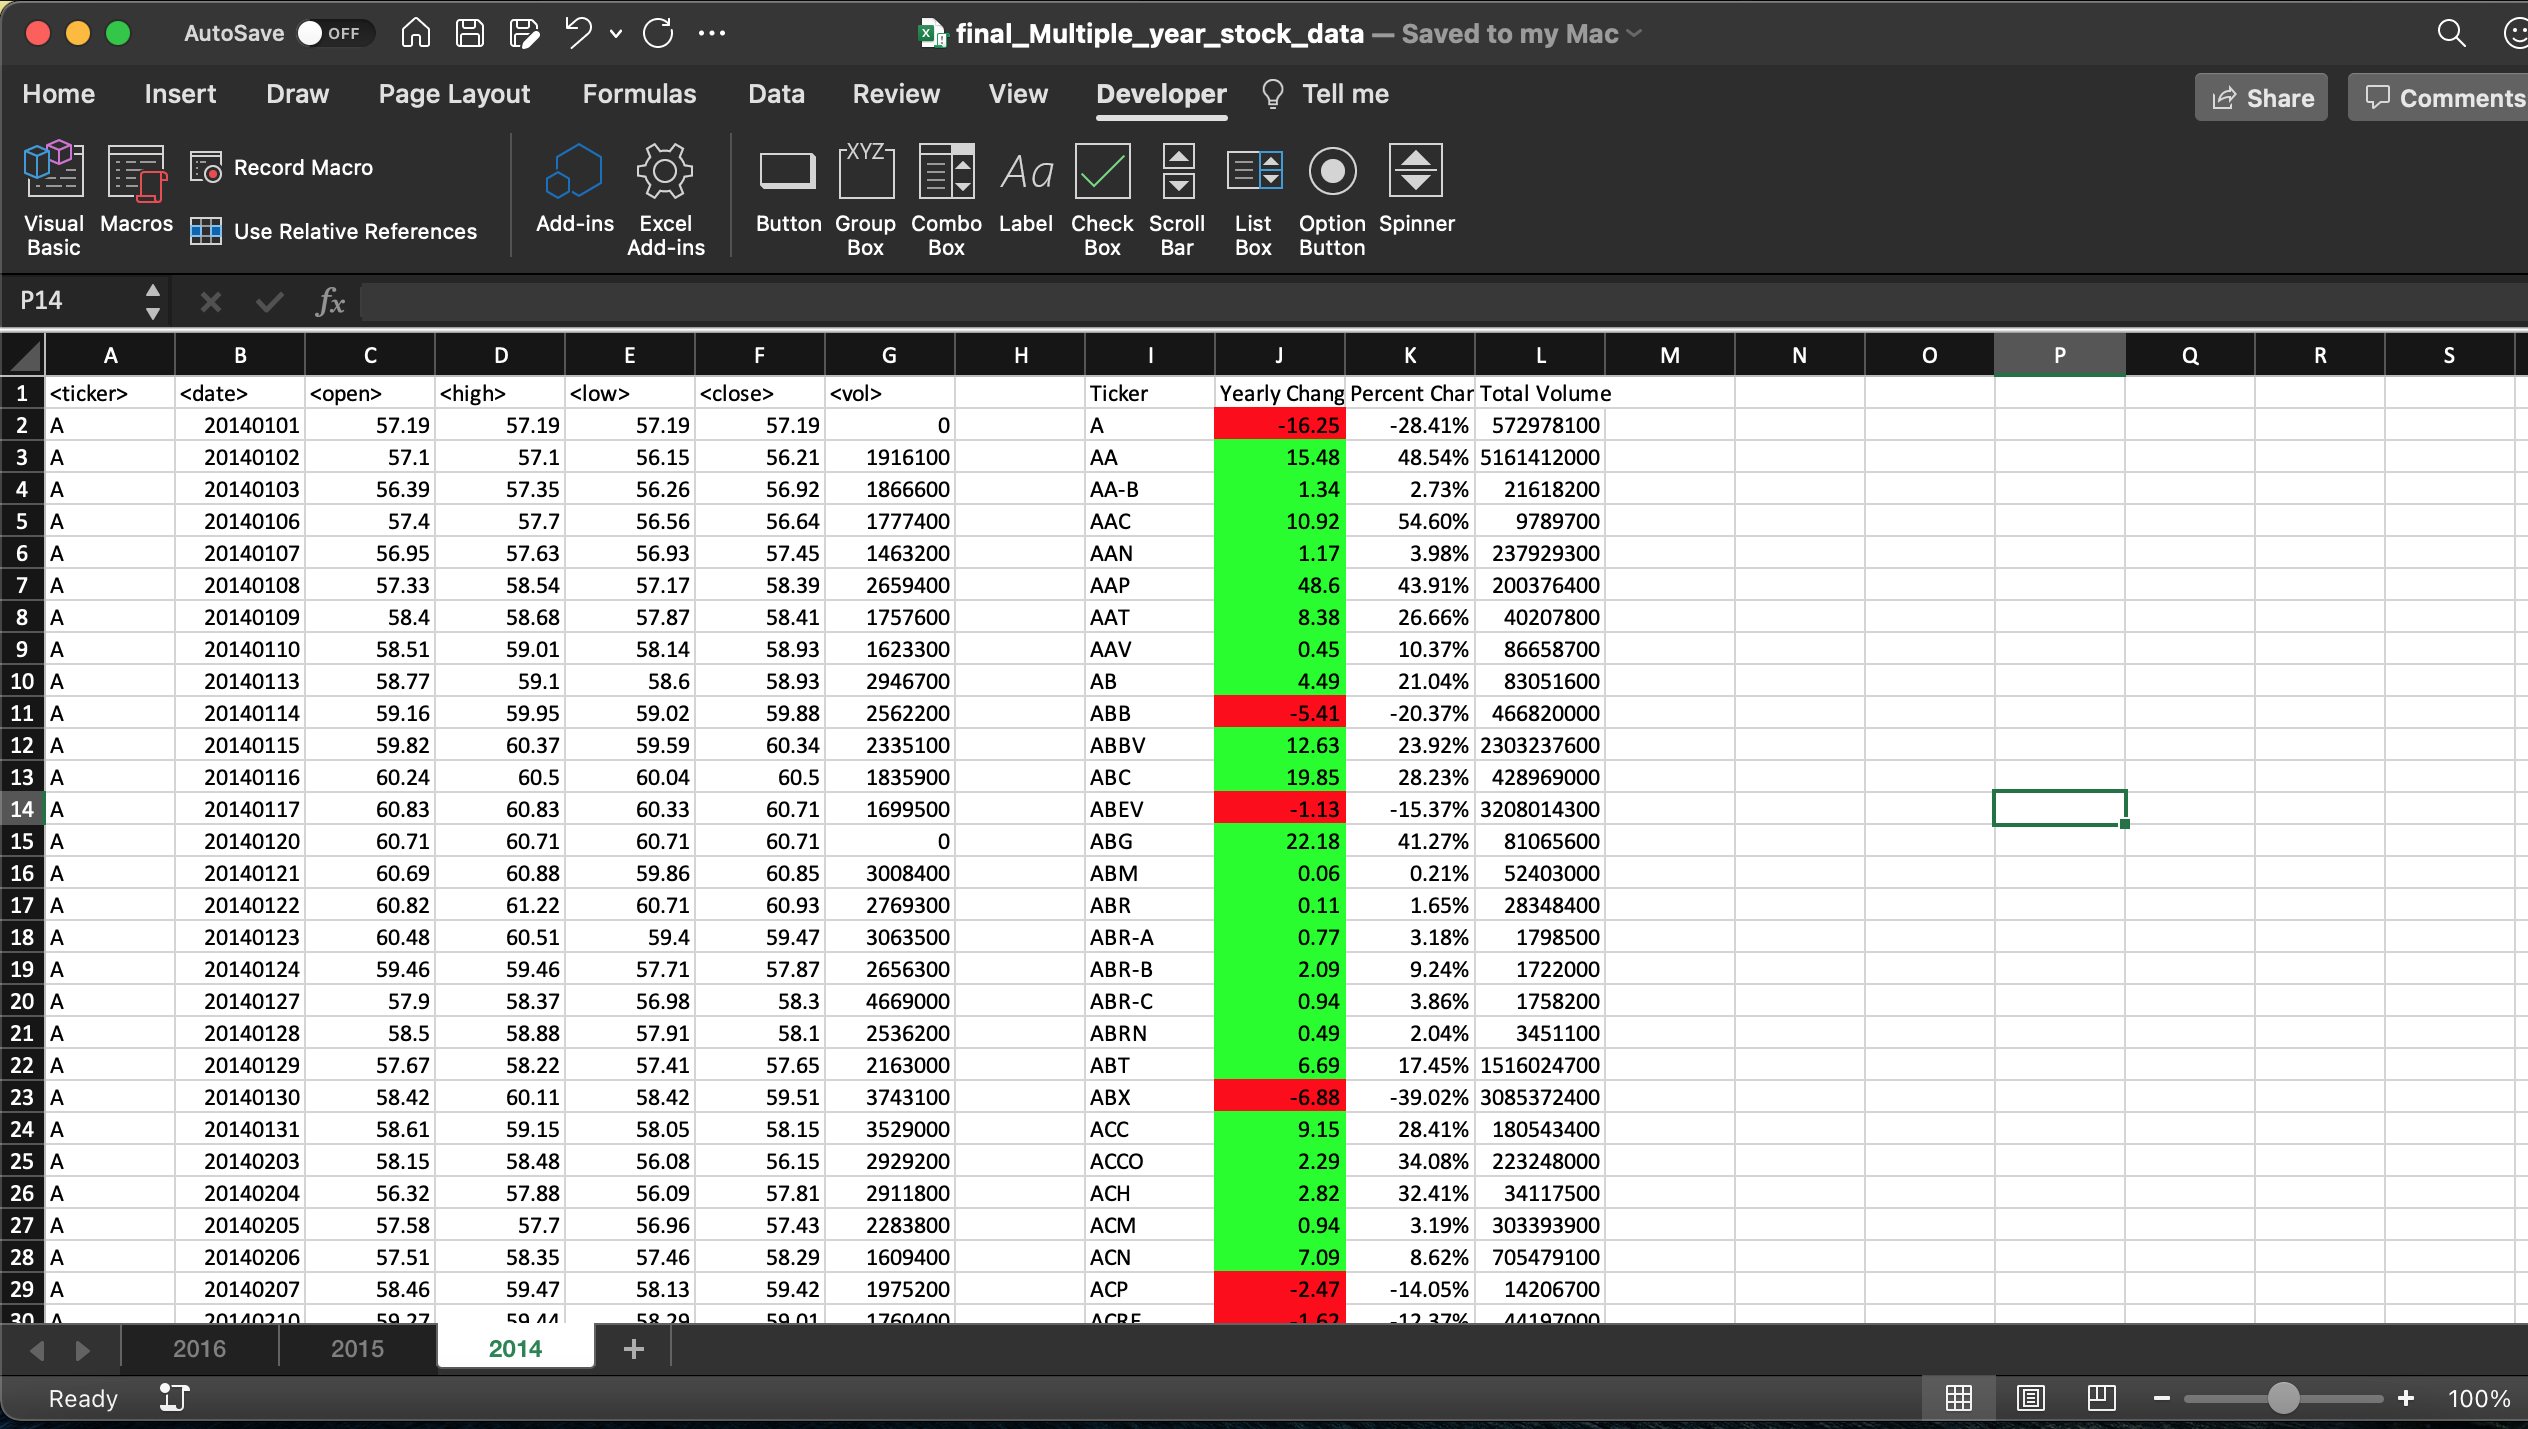 AutoSave OFF final_Multiple_year_stock_data — Saved to my Mac
Home Insert Draw Page Layout Formulas Data Review View Developer Tell me Share Comments
Visual Basic Macros Record Macro Use Relative References Add-ins Excel Add-ins Button Group Box Combo Box Label Check Box Scroll Bar List Box Option Button Spinner
XYZ Aa
P14 fx
A B C D E F G H I J K L M N O P Q R S
1 <ticker> <date> <open> <high> <low> <close> <vol> Ticker Yearly Chang Percent Char Total Volume
2 A 20140101 57.19 57.19 57.19 57.19 0 A -16.25 -28.41% 572978100
3 A 20140102 57.1 57.1 56.15 56.21 1916100 AA 15.48 48.54% 5161412000
4 A 20140103 56.39 57.35 56.26 56.92 1866600 AA-B 1.34 2.73% 21618200
5 A 20140106 57.4 57.7 56.56 56.64 1777400 AAC 10.92 54.60% 9789700
6 A 20140107 56.95 57.63 56.93 57.45 1463200 AAN 1.17 3.98% 237929300
7 A 20140108 57.33 58.54 57.17 58.39 2659400 AAP 48.6 43.91% 200376400
8 A 20140109 58.4 58.68 57.87 58.41 1757600 AAT 8.38 26.66% 40207800
9 A 20140110 58.51 59.01 58.14 58.93 1623300 AAV 0.45 10.37% 86658700
10 A 20140113 58.77 59.1 58.6 58.93 2946700 AB 4.49 21.04% 83051600
11 A 20140114 59.16 59.95 59.02 59.88 2562200 ABB -5.41 -20.37% 466820000
12 A 20140115 59.82 60.37 59.59 60.34 2335100 ABBV 12.63 23.92% 2303237600
13 A 20140116 60.24 60.5 60.04 60.5 1835900 ABC 19.85 28.23% 428969000
14 A 20140117 60.83 60.83 60.33 60.71 1699500 ABEV -1.13 -15.37% 3208014300
15 A 20140120 60.71 60.71 60.71 60.71 0 ABG 22.18 41.27% 81065600
16 A 20140121 60.69 60.88 59.86 60.85 3008400 ABM 0.06 0.21% 52403000
17 A 20140122 60.82 61.22 60.71 60.93 2769300 ABR 0.11 1.65% 28348400
18 A 20140123 60.48 60.51 59.4 59.47 3063500 ABR-A 0.77 3.18% 1798500
19 A 20140124 59.46 59.46 57.71 57.87 2656300 ABR-B 2.09 9.24% 1722000
20 A 20140127 57.9 58.37 56.98 58.3 4669000 ABR-C 0.94 3.86% 1758200
21 A 20140128 58.5 58.88 57.91 58.1 2536200 ABRN 0.49 2.04% 3451100
22 A 20140129 57.67 58.22 57.41 57.65 2163000 ABT 6.69 17.45% 1516024700
23 A 20140130 58.42 60.11 58.42 59.51 3743100 ABX -6.88 -39.02% 3085372400
24 A 20140131 58.61 59.15 58.05 58.15 3529000 ACC 9.15 28.41% 180543400
25 A 20140203 58.15 58.48 56.08 56.15 2929200 ACCO 2.29 34.08% 223248000
26 A 20140204 56.32 57.88 56.09 57.81 2911800 ACH 2.82 32.41% 34117500
27 A 20140205 57.58 57.7 56.96 57.43 2283800 ACM 0.94 3.19% 303393900
28 A 20140206 57.51 58.35 57.46 58.29 1609400 ACN 7.09 8.62% 705479100
29 A 20140207 58.46 59.47 58.13 59.42 1975200 ACP -2.47 -14.05% 14206700
30 A 20140210 59.27 59.44 58.29 59.01 1760400 ACRE -1.62 -12.37% 44197000
2016 2015 2014 +
Ready 100%